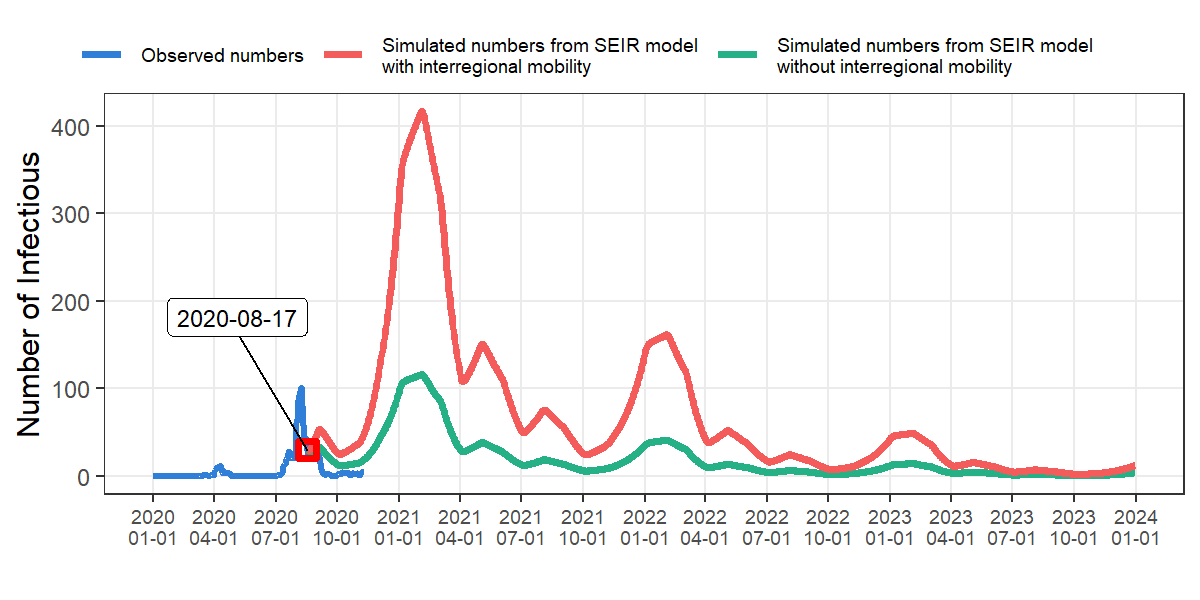 Observed numbers
Simulated numbers from SEIR model
with interregional mobility
Simulated numbers from SEIR model
without interregional mobility
Number of Infectious
400
300
200
100
0
2020-08-17
2020 2020 2020 2020 2021 2021 2021 2021 2022 2022 2022 2022 2023 2023 2023 2023 2024
01-01 04-01 07-01 10-01 01-01 04-01 07-01 10-01 01-01 04-01 07-01 10-01 01-01 04-01 07-01 10-01 01-01